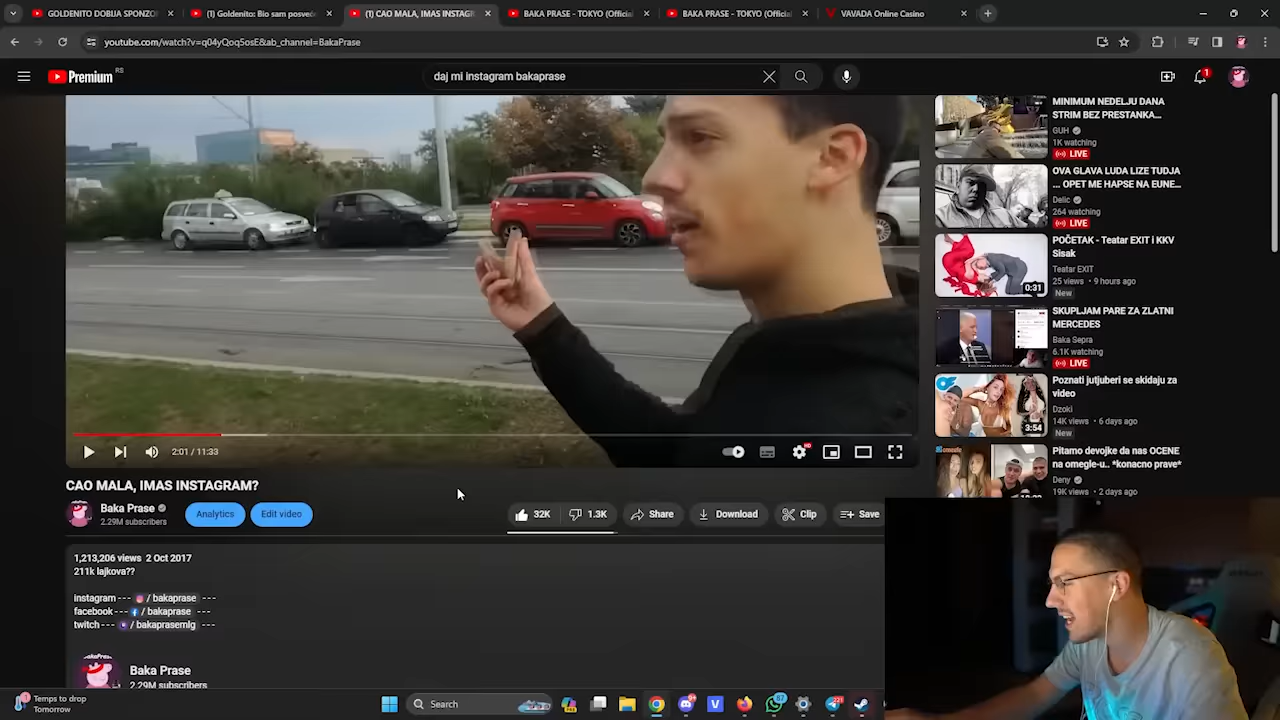 GOLDENITO DOBIJA SPONZO
(1) Goldenito: Bio sam posveće
(1) CAO MALA, IMAS INSTAGR
BAKA PRASE - TOKYO (Official
BAKA PRASE - TOKYO (Official
VAVADA Online Casino
youtube.com/watch?v=q04yQoqSosE&ab_channel=BakaPrase
Premium RS
daj mi instagram bakaprase
1
MINIMUM NEDELJU DANA
STRIM BEZ PRESTANKA...
GUH
1K watching
LIVE
OVA GLAVA LUDA LIZE TUDJA
... OPET ME HAPSE NA EUNE...
Delic
264 watching
LIVE
POČETAK - Teatar EXIT i KKV
Sisak
Teatar EXIT
25 views • 9 hours ago
0:31
New
SKUPLJAM PARE ZA ZLATNI
MERCEDES
Baka Sepra
6.1K watching
LIVE
Poznati jutjuberi se skidaju za
video
Dzoki
14K views • 6 days ago
3:54
New
Pitamo devojke da nas OCENE
na omegle-u.. *konacno prave*
Deny
19K views • 2 days ago
2:01 / 11:33
HD
CAO MALA, IMAS INSTAGRAM?
Baka Prase
2.29M subscribers
Analytics
Edit video
32K
1.3K
Share
Download
Clip
Save
1,213,206 views 2 Oct 2017
211k lajkova??
instagram --- / bakaprase ---
facebook--- / bakaprase ---
twitch--- / bakaprasemlg ---
Baka Prase
2.29M subscribers
1
Temps to drop
Tomorrow
Search